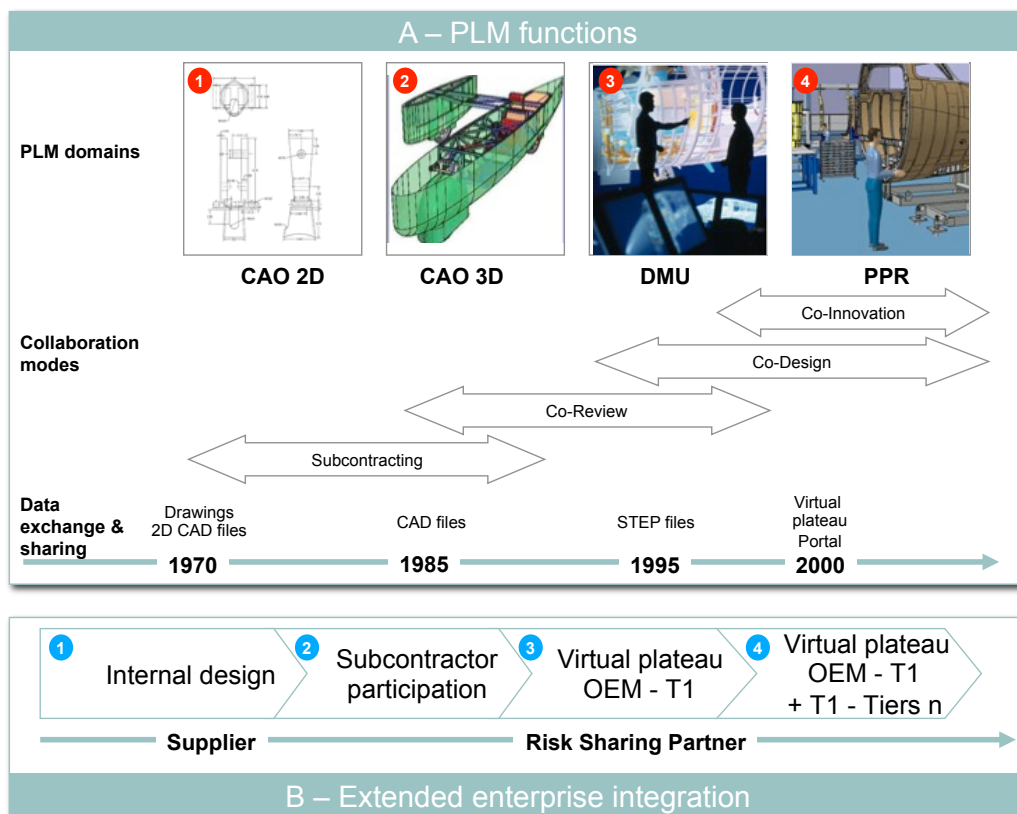 A – PLM functions
1
2
3
4
PLM domains
CAO 2D
CAO 3D
DMU
PPR
Collaboration
modes
Co-Innovation
Co-Design
Co-Review
Subcontracting
Data
exchange &
sharing
Drawings
2D CAD files
CAD files
STEP files
Virtual
plateau
Portal
1970
1985
1995
2000
1
Internal design
2
Subcontractor
participation
3
Virtual plateau
OEM - T1
4
Virtual plateau
OEM - T1
+ T1 - Tiers n
Supplier
Risk Sharing Partner
B – Extended enterprise integration